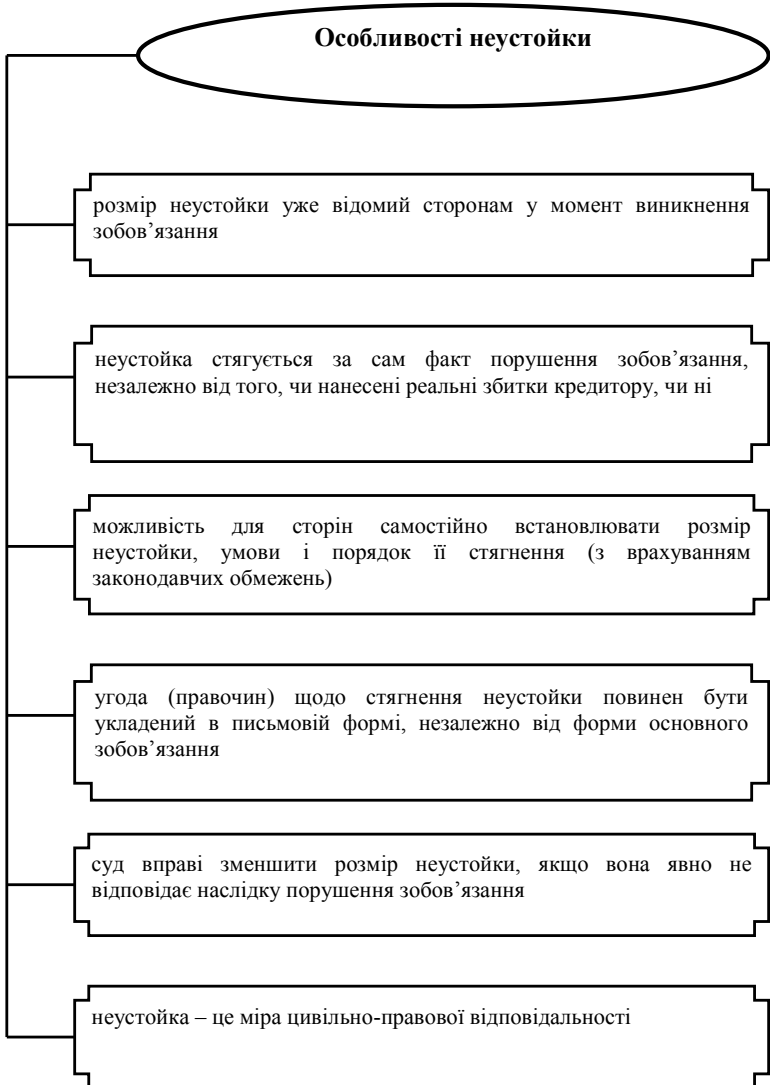 Особливості неустойки
розмір неустойки уже відомий сторонам у момент виникнення
зобов’язання
неустойка стягується за сам факт порушення зобов’язання,
незалежно від того, чи нанесені реальні збитки кредитору, чи ні
можливість для сторін самостійно встановлювати розмір
неустойки, умови і порядок її стягнення (з врахуванням
законодавчих обмежень)
угода (правочин) щодо стягнення неустойки повинен бути
укладений в письмовій формі, незалежно від форми основного
зобов’язання
суд вправі зменшити розмір неустойки, якщо вона явно не
відповідає наслідку порушення зобов’язання
неустойка – це міра цивільно-правової відповідальності